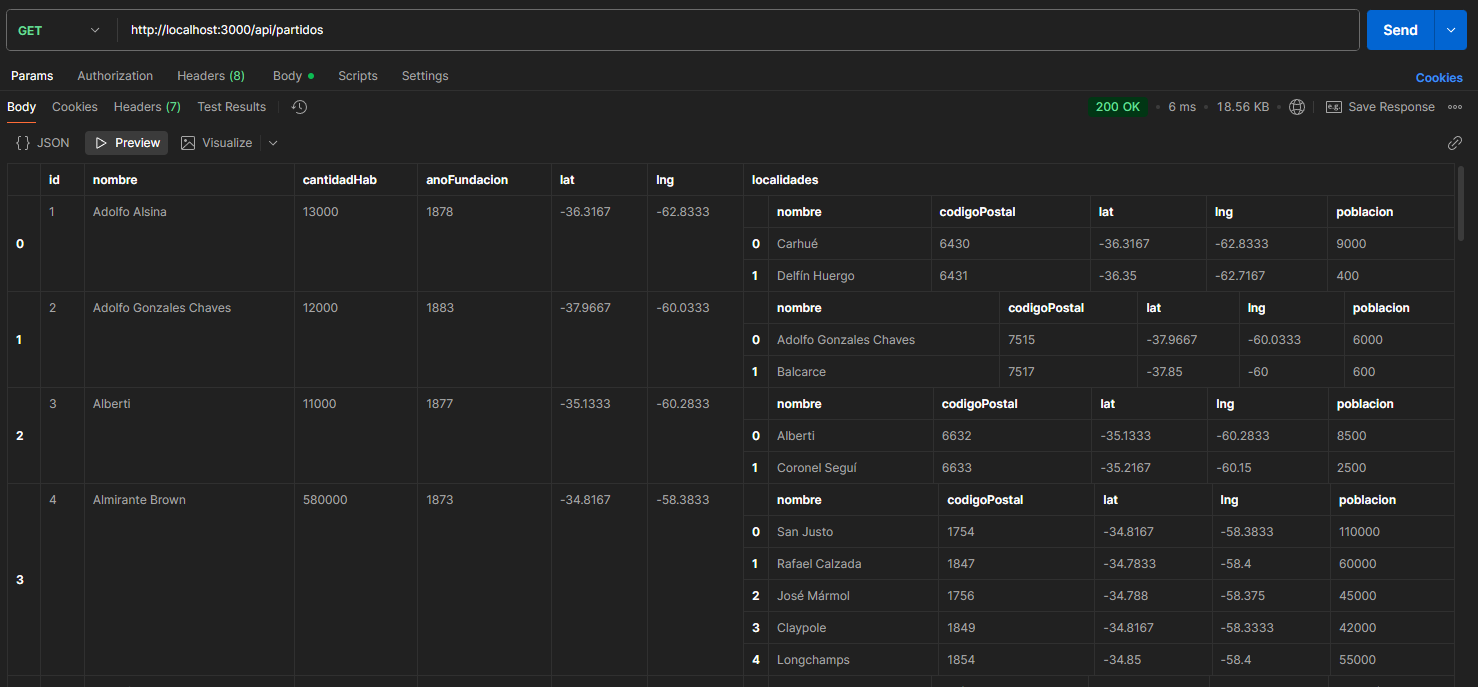 GET http://localhost:3000/api/partidos Send
Params Authorization Headers (8) Body Scripts Settings Cookies
Body Cookies Headers (7) Test Results 200 OK • 6 ms • 18.56 KB • e.g. Save Response
{} JSON Preview Visualize
id nombre cantidadHab anoFundacion lat lng localidades
0 1 Adolfo Alsina 13000 1878 -36.3167 -62.8333
nombre codigoPostal lat lng poblacion
0 Carhué 6430 -36.3167 -62.8333 9000
1 Delfín Huergo 6431 -36.35 -62.7167 400
1 2 Adolfo Gonzales Chaves 12000 1883 -37.9667 -60.0333
nombre codigoPostal lat lng poblacion
0 Adolfo Gonzales Chaves 7515 -37.9667 -60.0333 6000
1 Balcarce 7517 -37.85 -60 600
2 3 Alberti 11000 1877 -35.1333 -60.2833
nombre codigoPostal lat lng poblacion
0 Alberti 6632 -35.1333 -60.2833 8500
1 Coronel Seguí 6633 -35.2167 -60.15 2500
3 4 Almirante Brown 580000 1873 -34.8167 -58.3833
nombre codigoPostal lat lng poblacion
0 San Justo 1754 -34.8167 -58.3833 110000
1 Rafael Calzada 1847 -34.7833 -58.4 60000
2 José Mármol 1756 -34.788 -58.375 45000
3 Claypole 1849 -34.8167 -58.3333 42000
4 Longchamps 1854 -34.85 -58.4 55000